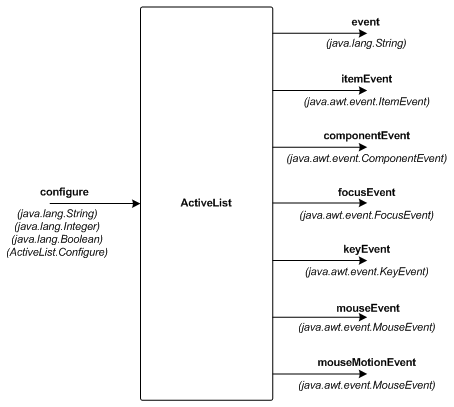 event
(java.lang.String)
itemEvent
(java.awt.event.ItemEvent)
componentEvent
(java.awt.event.ComponentEvent)
configure
(java.lang.String)
(java.lang.Integer)
(java.lang.Boolean)
(ActiveList.Configure)
ActiveList
focusEvent
(java.awt.event.FocusEvent)
keyEvent
(java.awt.event.KeyEvent)
mouseEvent
(java.awt.event.MouseEvent)
mouseMotionEvent
(java.awt.event.MouseEvent)